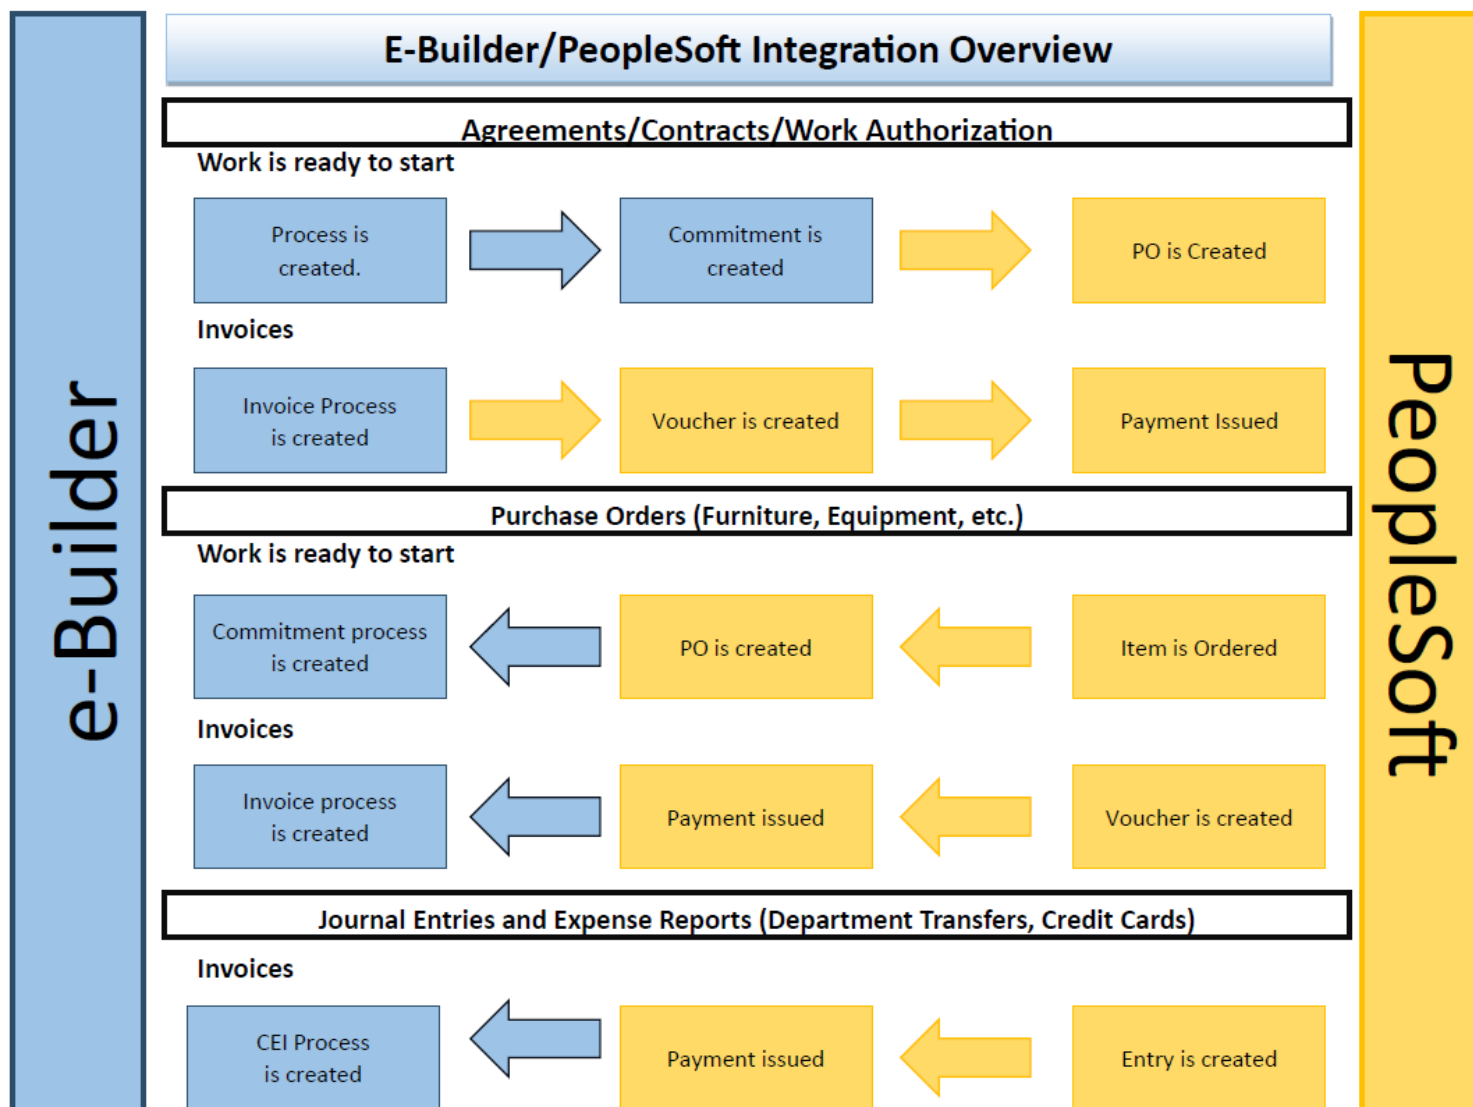 e-Builder
E-Builder/PeopleSoft Integration Overview
PeopleSoft
Agreements/Contracts/Work Authorization
Work is ready to start
Process is
created.
Commitment is
created
PO is Created
Invoices
Invoice Process
is created
Voucher is created
Payment Issued
Purchase Orders (Furniture, Equipment, etc.)
Work is ready to start
Commitment process
is created
PO is created
Item is Ordered
Invoices
Invoice process
is created
Payment issued
Voucher is created
Journal Entries and Expense Reports (Department Transfers, Credit Cards)
Invoices
CEI Process
is created
Payment issued
Entry is created